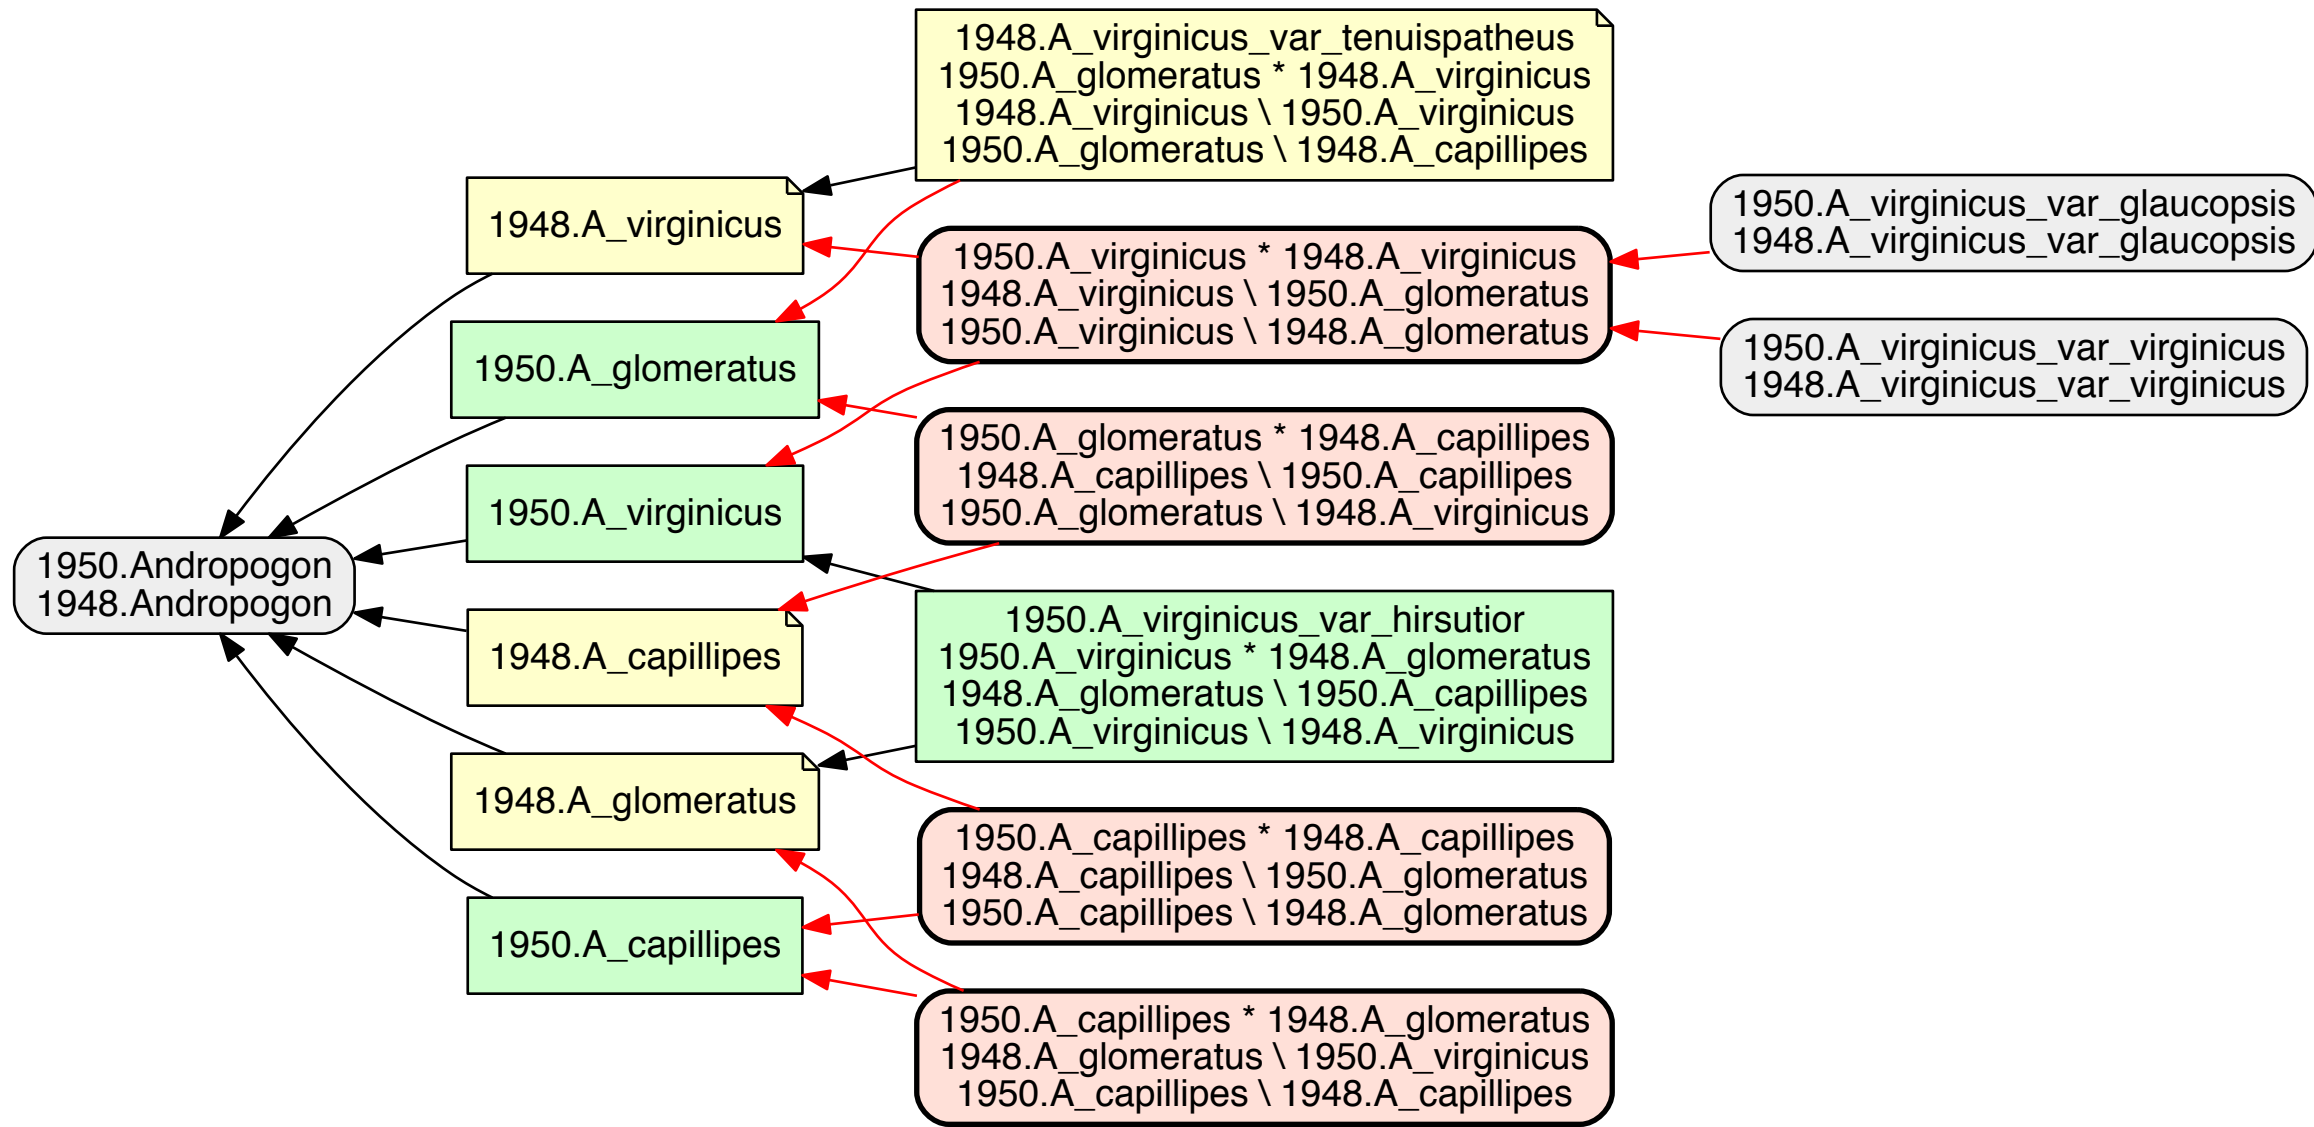 1950.Andropogon
1948.Andropogon
1948.A_virginicus
1950.A_glomeratus
1950.A_virginicus
1948.A_capillipes
1948.A_glomeratus
1950.A_capillipes
1948.A_virginicus_var_tenuispatheus
1950.A_glomeratus * 1948.A_virginicus
1948.A_virginicus \ 1950.A_virginicus
1950.A_glomeratus \ 1948.A_capillipes
1950.A_virginicus * 1948.A_virginicus
1948.A_virginicus \ 1950.A_glomeratus
1950.A_virginicus \ 1948.A_glomeratus
1950.A_glomeratus * 1948.A_capillipes
1948.A_capillipes \ 1950.A_capillipes
1950.A_glomeratus \ 1948.A_virginicus
1950.A_virginicus_var_hirsutior
1950.A_virginicus * 1948.A_glomeratus
1948.A_glomeratus \ 1950.A_capillipes
1950.A_virginicus \ 1948.A_virginicus
1950.A_capillipes * 1948.A_capillipes
1948.A_capillipes \ 1950.A_glomeratus
1950.A_capillipes \ 1948.A_glomeratus
1950.A_capillipes * 1948.A_glomeratus
1948.A_glomeratus \ 1950.A_virginicus
1950.A_capillipes \ 1948.A_capillipes
1950.A_virginicus_var_glaucopsis
1948.A_virginicus_var_glaucopsis
1950.A_virginicus_var_virginicus
1948.A_virginicus_var_virginicus